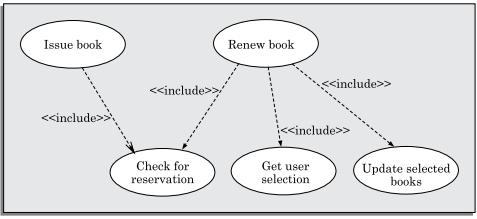 Issue book
Renew book
<<include>>
<<include>>
<<include>>
<<include>>
Check for
reservation
Get user
selection
Update selected
books